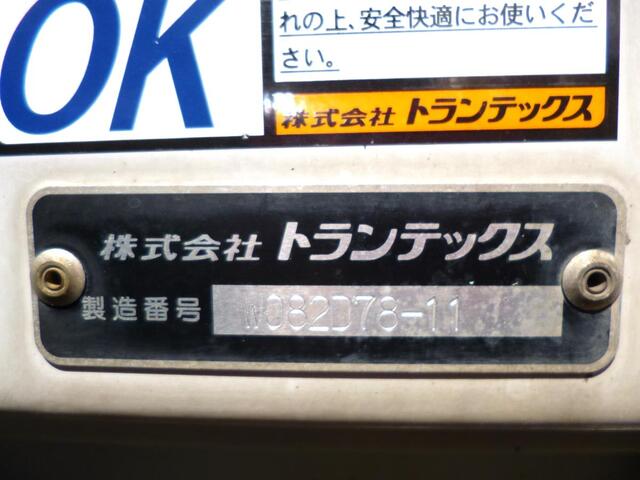 OK
れの上、安全快適にお使いくだ
さい。
株式会社 トランテックス
株式会社 トランテックス
製造番号 W082D78-11